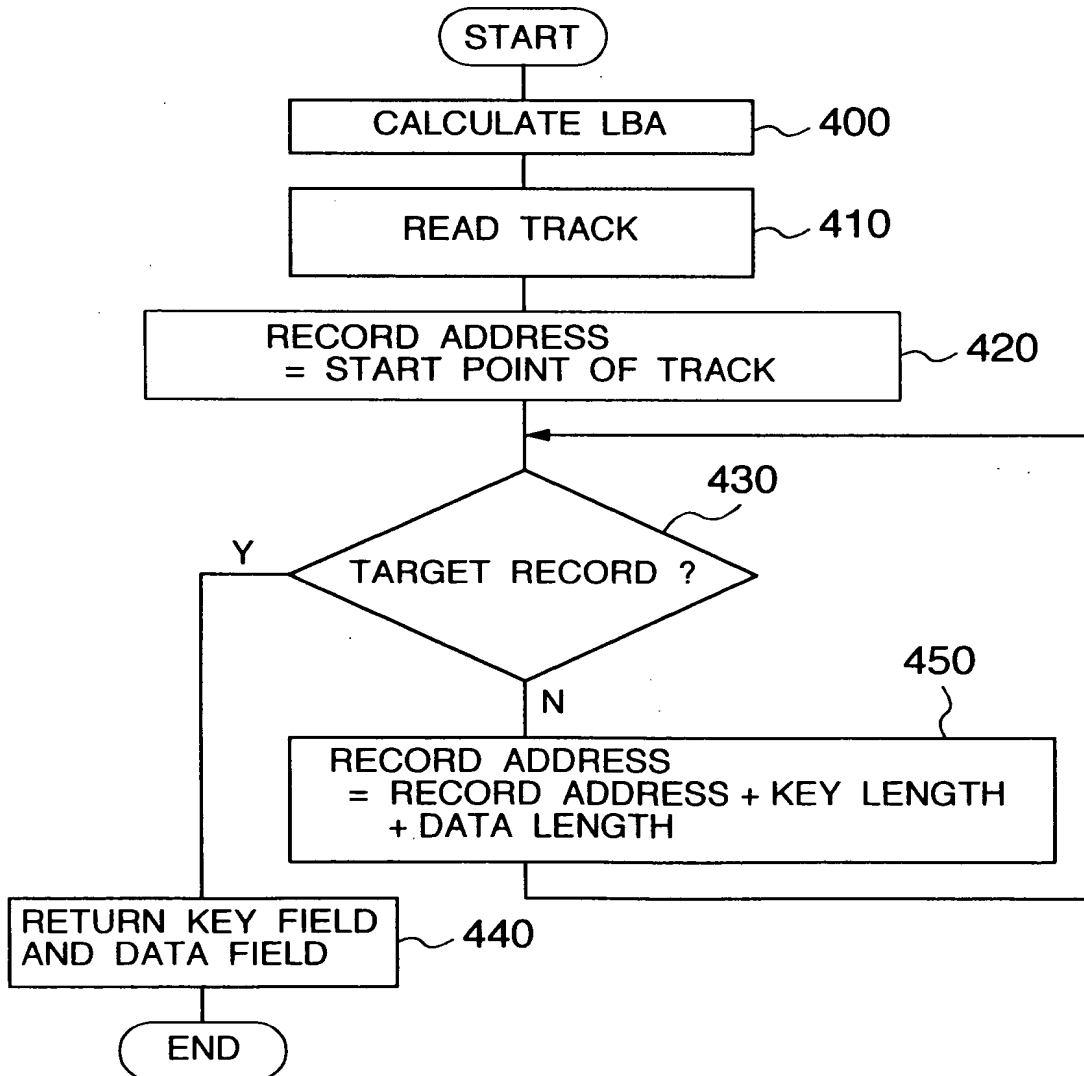 START
CALCULATE LBA
400
READ TRACK
410
RECORD ADDRESS
= START POINT OF TRACK
420
430
Y
TARGET RECORD ?
450
N
RECORD ADDRESS
= RECORD ADDRESS + KEY LENGTH
+ DATA LENGTH
RETURN KEY FIELD
AND DATA FIELD
440
END